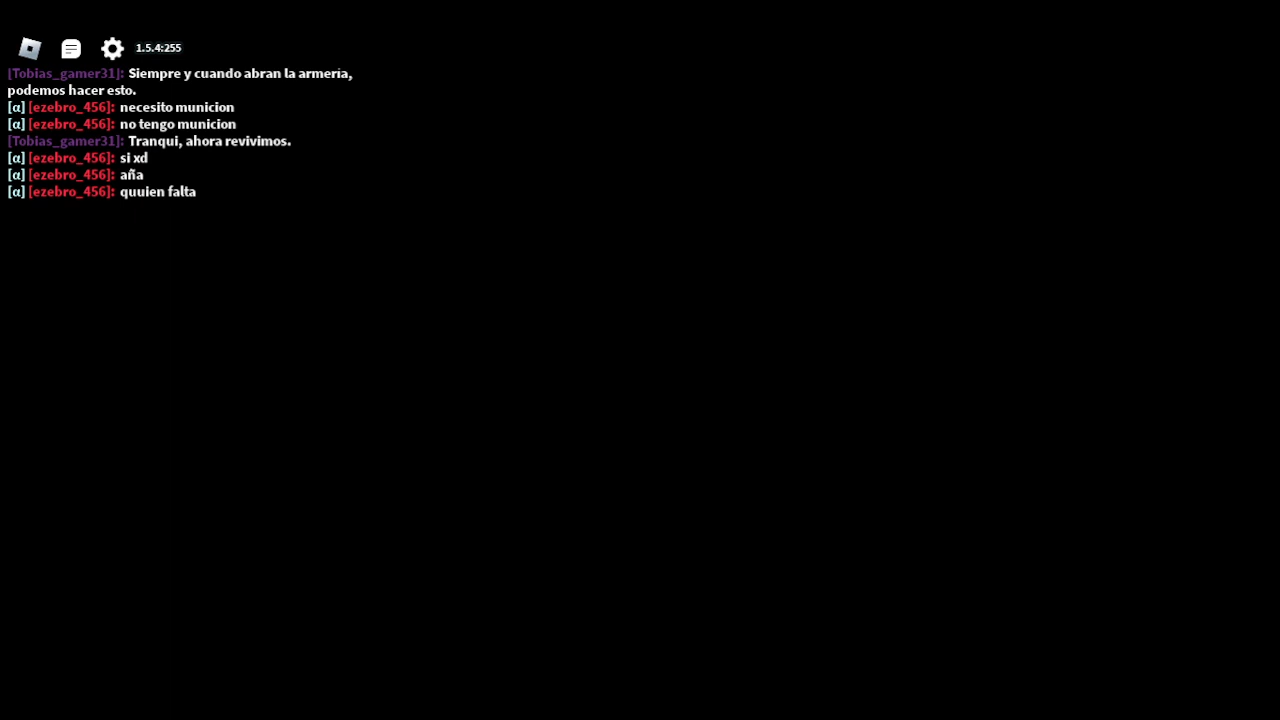 1.5.4:255
[Tobias_gamer31]: Siempre y cuando abran la armeria,
podemos hacer esto.
[α] [ezebro_456]: necesito municion
[α] [ezebro_456]: no tengo municion
[Tobias_gamer31]: Tranqui, ahora revivimos.
[α] [ezebro_456]: si xd
[α] [ezebro_456]: aña
[α] [ezebro_456]: quuien falta